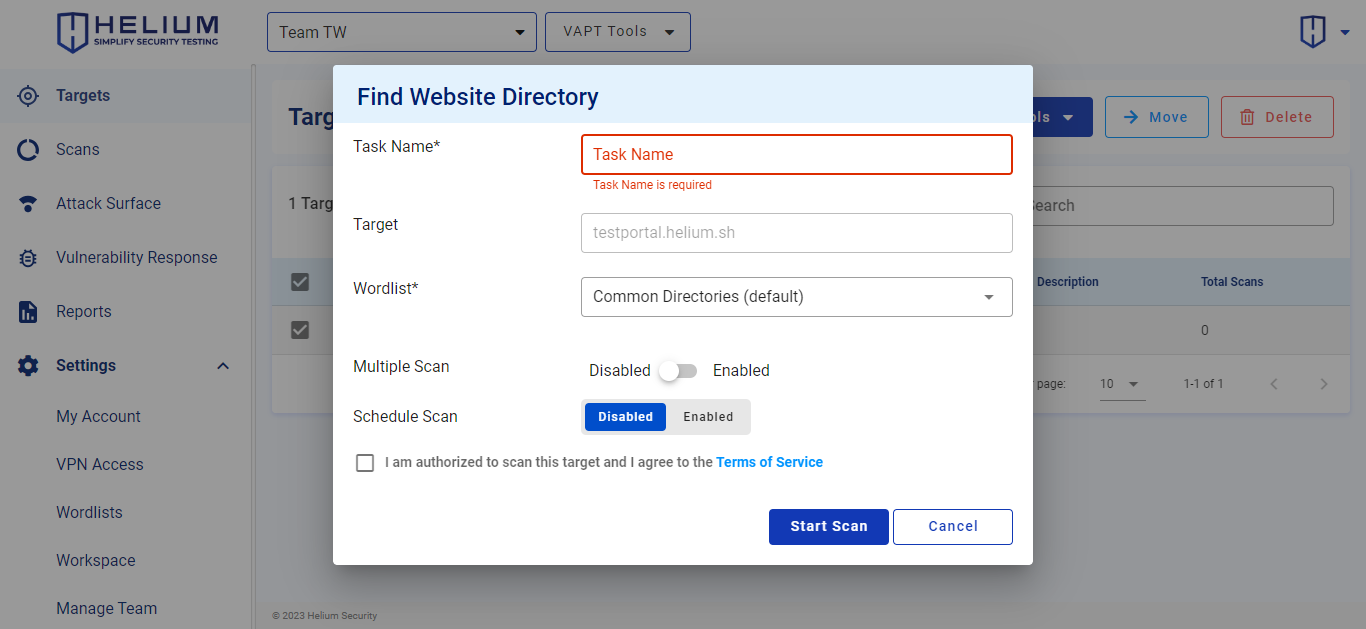 HELIUM
SIMPLIFY SECURITY TESTING
Team TW
VAPT Tools
Targets
Scans
Attack Surface
Vulnerability Response
Reports
Settings
My Account
VPN Access
Wordlists
Workspace
Manage Team
Move
Delete
1 Targ
Description
Total Scans
0
page:
10
1-1 of 1
Find Website Directory
Task Name*
Task Name
Task Name is required
Target
testportal.helium.sh
Wordlist*
Common Directories (default)
Multiple Scan
Disabled
Enabled
Schedule Scan
Disabled
Enabled
I am authorized to scan this target and I agree to the Terms of Service
Start Scan
Cancel
© 2023 Helium Security